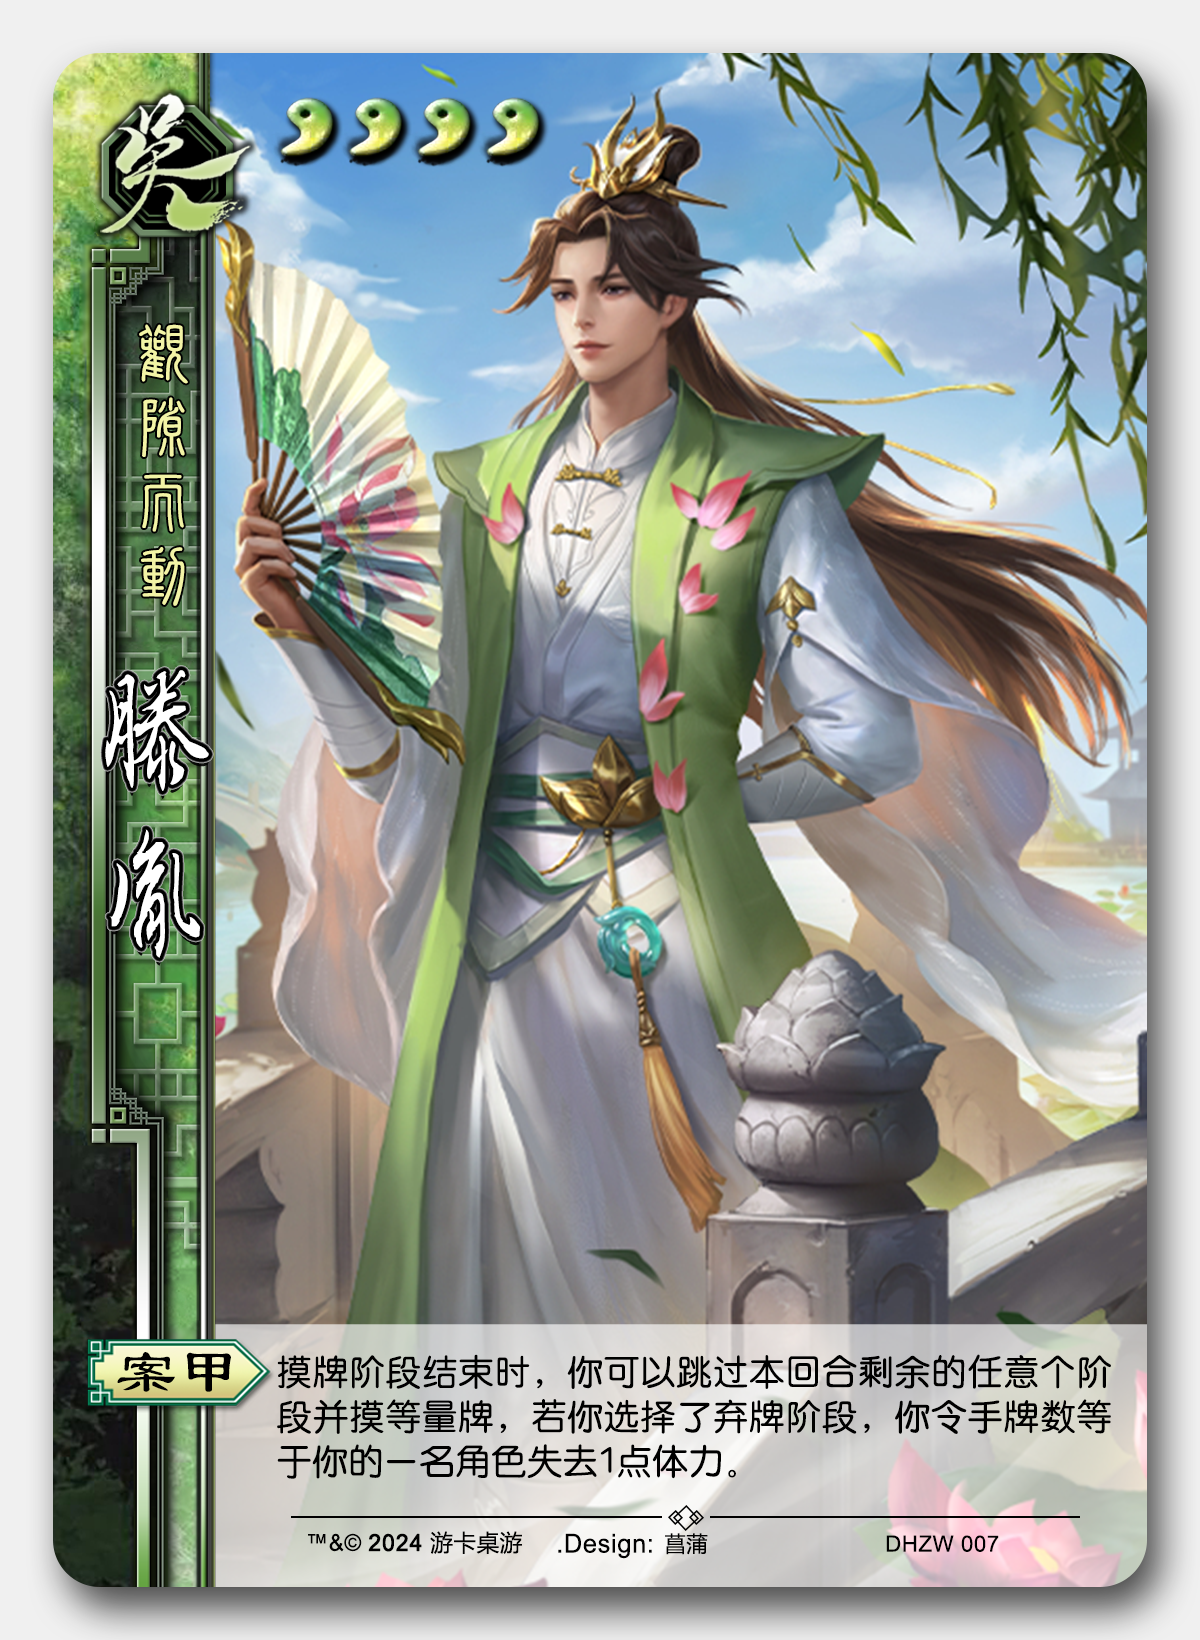 吴
觀隙而動
滕胤
案甲
摸牌阶段结束时，你可以跳过本回合剩余的任意个阶
段并摸等量牌，若你选择了弃牌阶段，你令手牌数等
于你的一名角色失去1点体力。
™&© 2024 游卡桌游 .Design: 菖蒲 DHZW 007